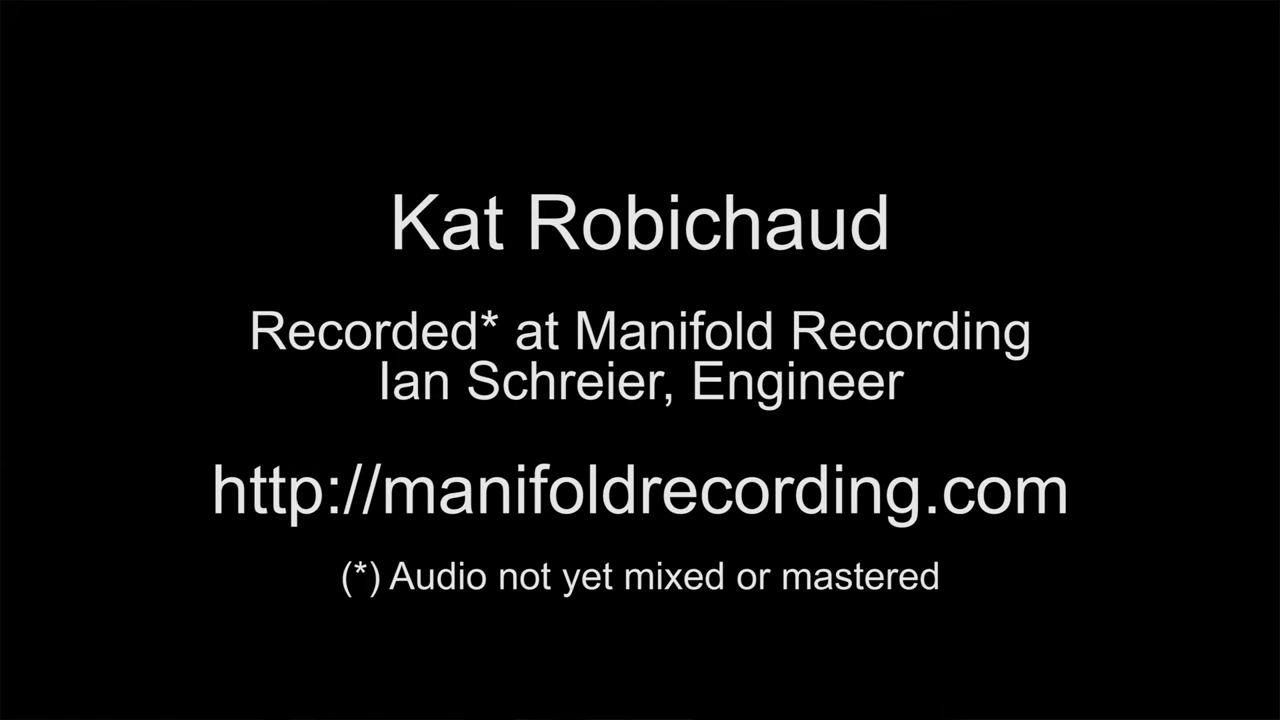 Kat Robichaud
Recorded* at Manifold Recording
Ian Schreier, Engineer
http://manifoldrecording.com
(*) Audio not yet mixed or mastered